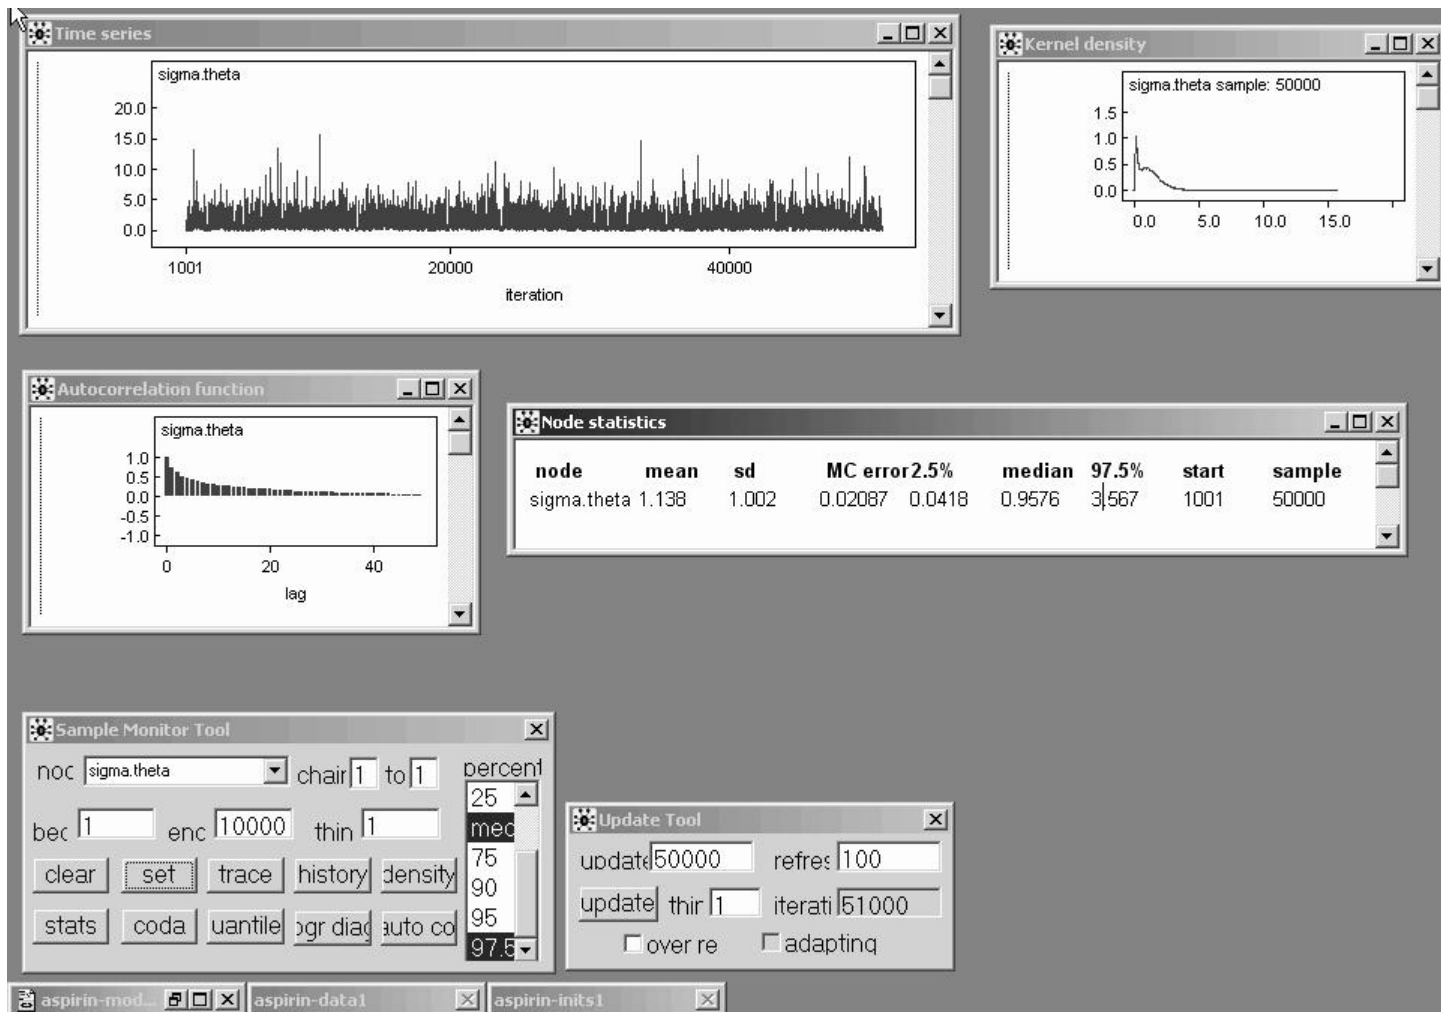 Time series
sigma.theta
20.0
15.0
10.0
5.0
0.0
1001 20000 40000
iteration
Kernel density
sigma.theta sample: 50000
1.5
1.0
0.5
0.0
0.0 5.0 10.0 15.0
Autocorrelation function
sigma.theta
1.0
0.5
0.0
-0.5
-1.0
0 20 40
lag
Node statistics
node mean sd MC error 2.5% median 97.5% start sample
sigma.theta 1.138 1.002 0.02087 0.0418 0.9576 3.567 1001 50000
Sample Monitor Tool
noc sigma.theta chair 1 to 1 percent
bec 1 enc 10000 thin 1
25
med
75
90
95
97.5
clear set trace history density
stats coda uantile ogr diag auto co
Update Tool
update 50000 refres 100
update thir 1 iterati 51000
over re adapting
aspirin-mod... aspirin-data1 aspirin-inits1